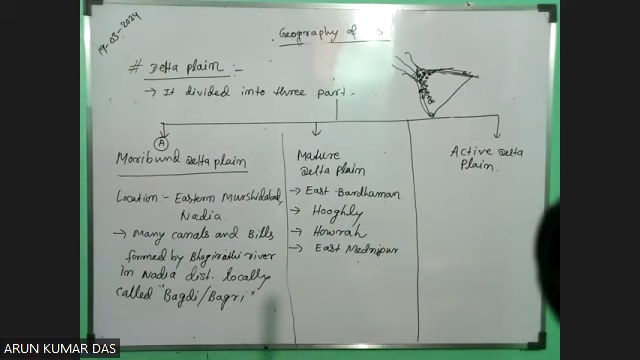 19-03-2024
Geography of
# Delta plain :-
→ It divided into three part :-
A
Moribund Delta plain
Location :- Eastern Murshidabad,
Nadia
→ Many canals and Bills
formed by Bhagirathi river
In Nadia dist. locally
called "Bagdi/Bagri"
Mature
Delta Plain
→ East Bardhaman
→ Hooghly
→ Howrah
→ East Mednipur
Active Delta
Plain.
ARUN KUMAR DAS